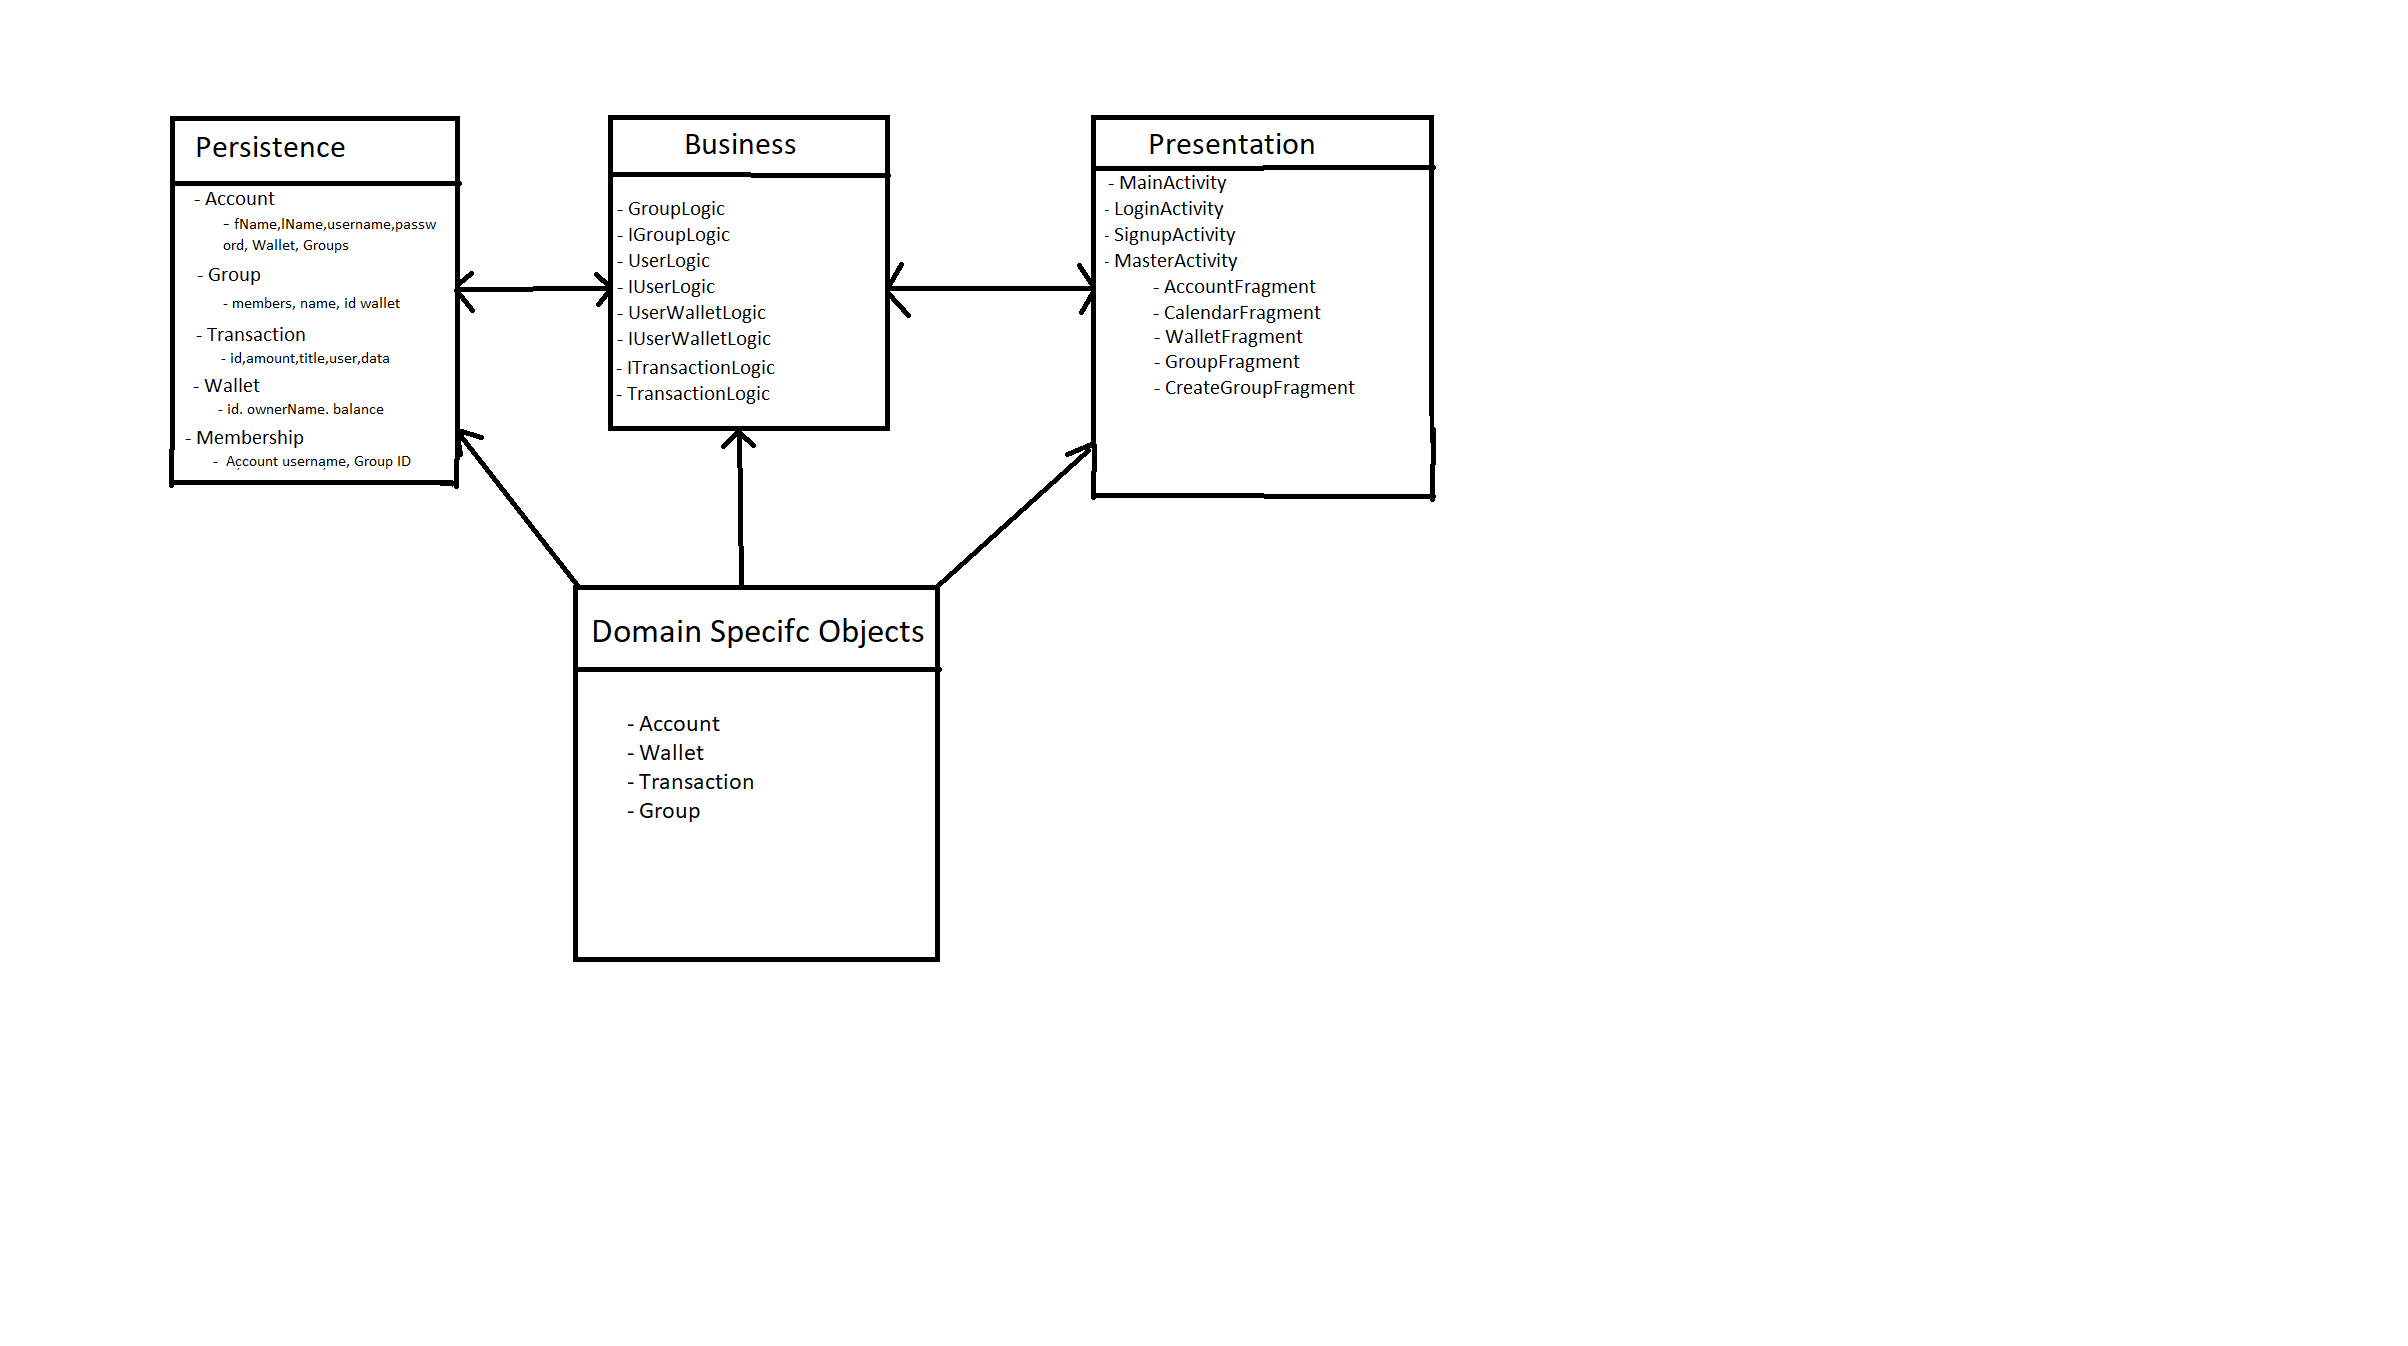 Persistence
- Account
- fName,lName,username,passw
ord, Wallet, Groups
- Group
- members, name, id wallet
- Transaction
- id,amount,title,user,data
- Wallet
- id. ownerName. balance
- Membership
- Account username, Group ID
Business
- GroupLogic
- IGroupLogic
- UserLogic
- IUserLogic
- UserWalletLogic
- IUserWalletLogic
- ITransactionLogic
- TransactionLogic
Presentation
- MainActivity
- LoginActivity
- SignupActivity
- MasterActivity
- AccountFragment
- CalendarFragment
- WalletFragment
- GroupFragment
- CreateGroupFragment
Domain Specifc Objects
- Account
- Wallet
- Transaction
- Group